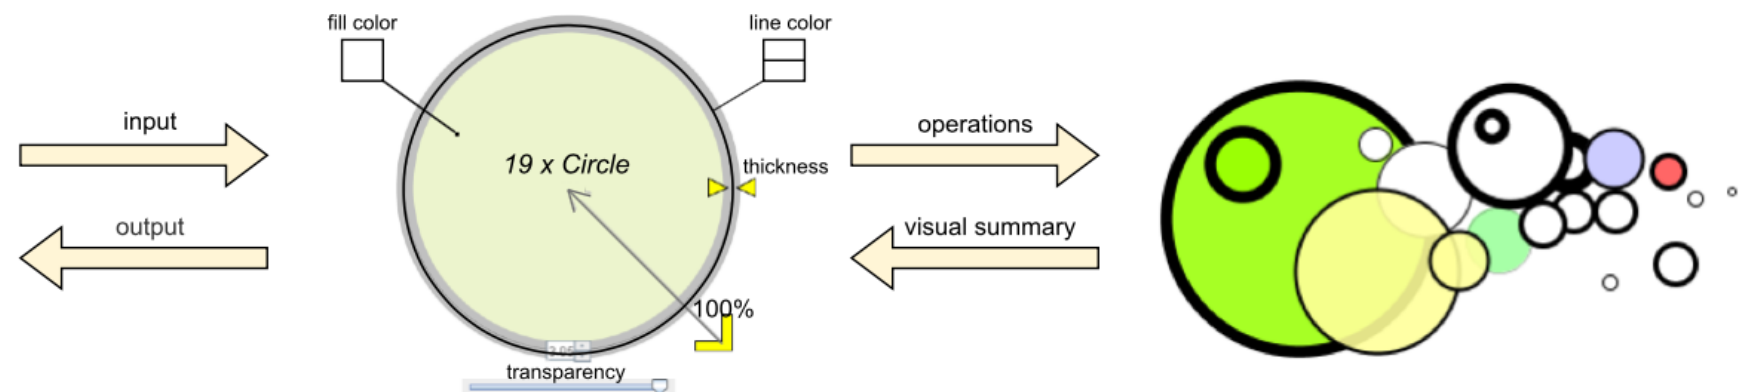 fill color
line color
input
operations
19 x Circle
thickness
output
visual summary
100%
transparency